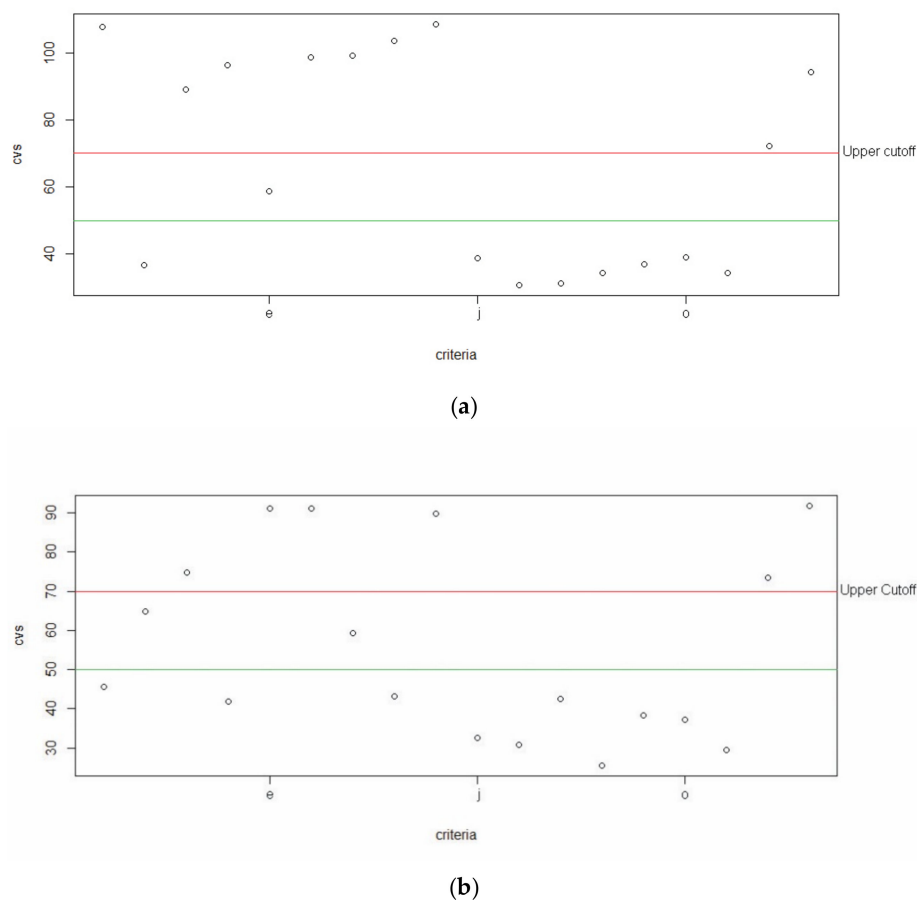 100
80
60
40
cvs
Upper cutoff
e j o
criteria
(a)
90
80
70
60
50
40
30
cvs
Upper Cutoff
e j o
criteria
(b)